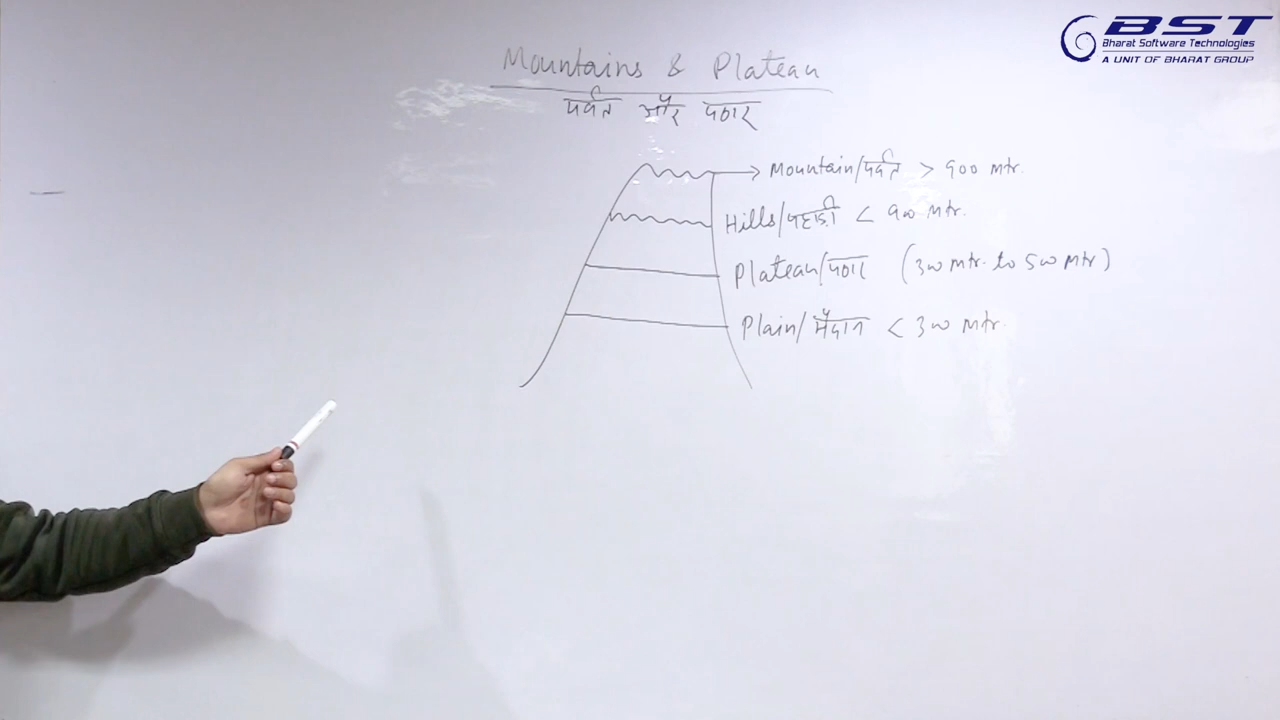 BST
Bharat Software Technologies
A UNIT OF BHARAT GROUP
Mountains & Plateau
पर्वत और पठार
Mountain/पर्वत > 900 mtr.
Hills/पहाड़ी < 900 mtr.
Plateau/पठार (300 mtr. to 500 mtr)
Plain/मैदान < 300 mtr.